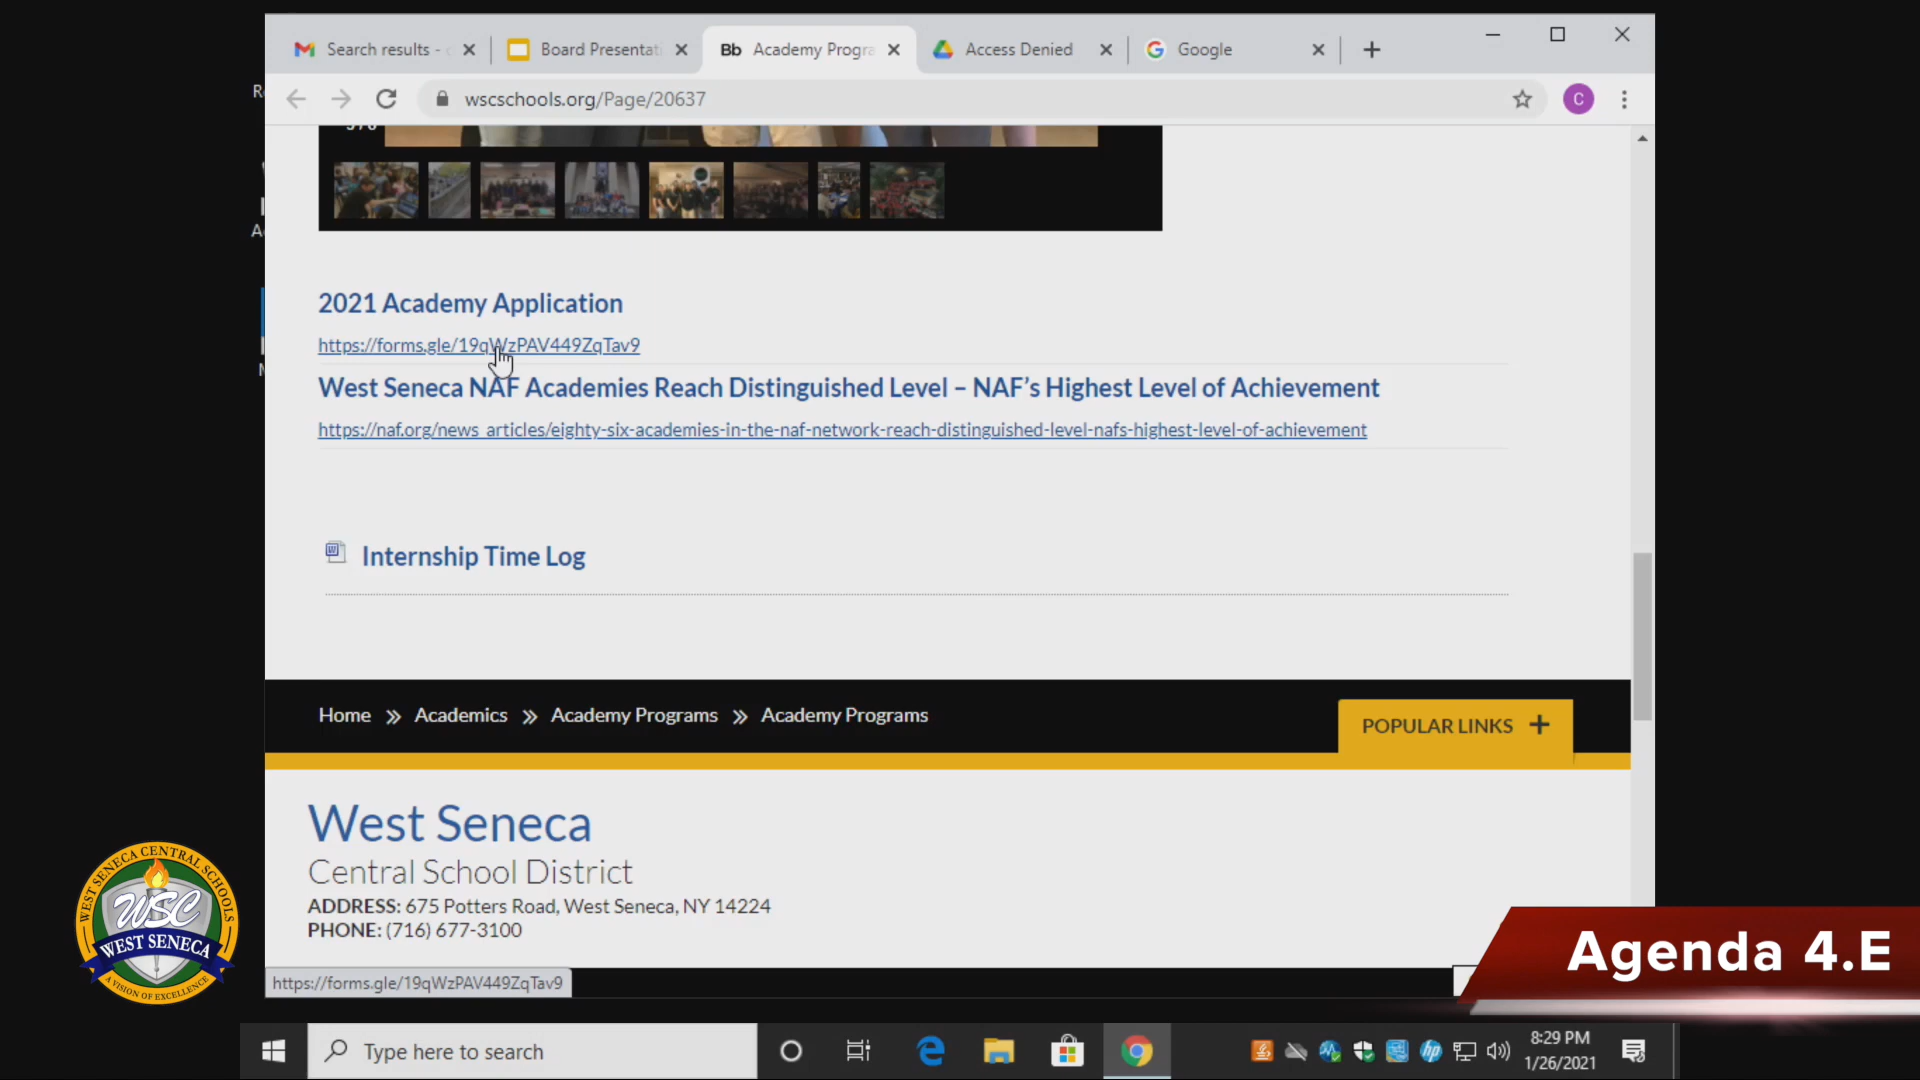 Search results -
Board Presentati
Bb Academy Progra
Access Denied
Google
wscschools.org/Page/20637
C
2021 Academy Application
https://forms.gle/19qWzPAV449ZqTav9
West Seneca NAF Academies Reach Distinguished Level – NAF's Highest Level of Achievement
https://naf.org/news_articles/eighty-six-academies-in-the-naf-network-reach-distinguished-level-nafs-highest-level-of-achievement
Internship Time Log
Home » Academics » Academy Programs » Academy Programs
POPULAR LINKS +
West Seneca
Central School District
ADDRESS: 675 Potters Road, West Seneca, NY 14224
PHONE: (716) 677-3100
https://forms.gle/19qWzPAV449ZqTav9
WEST SENECA CENTRAL SCHOOLS
WSC
WEST SENECA
A VISION OF EXCELLENCE
Agenda 4.E
Type here to search
8:29 PM
1/26/2021